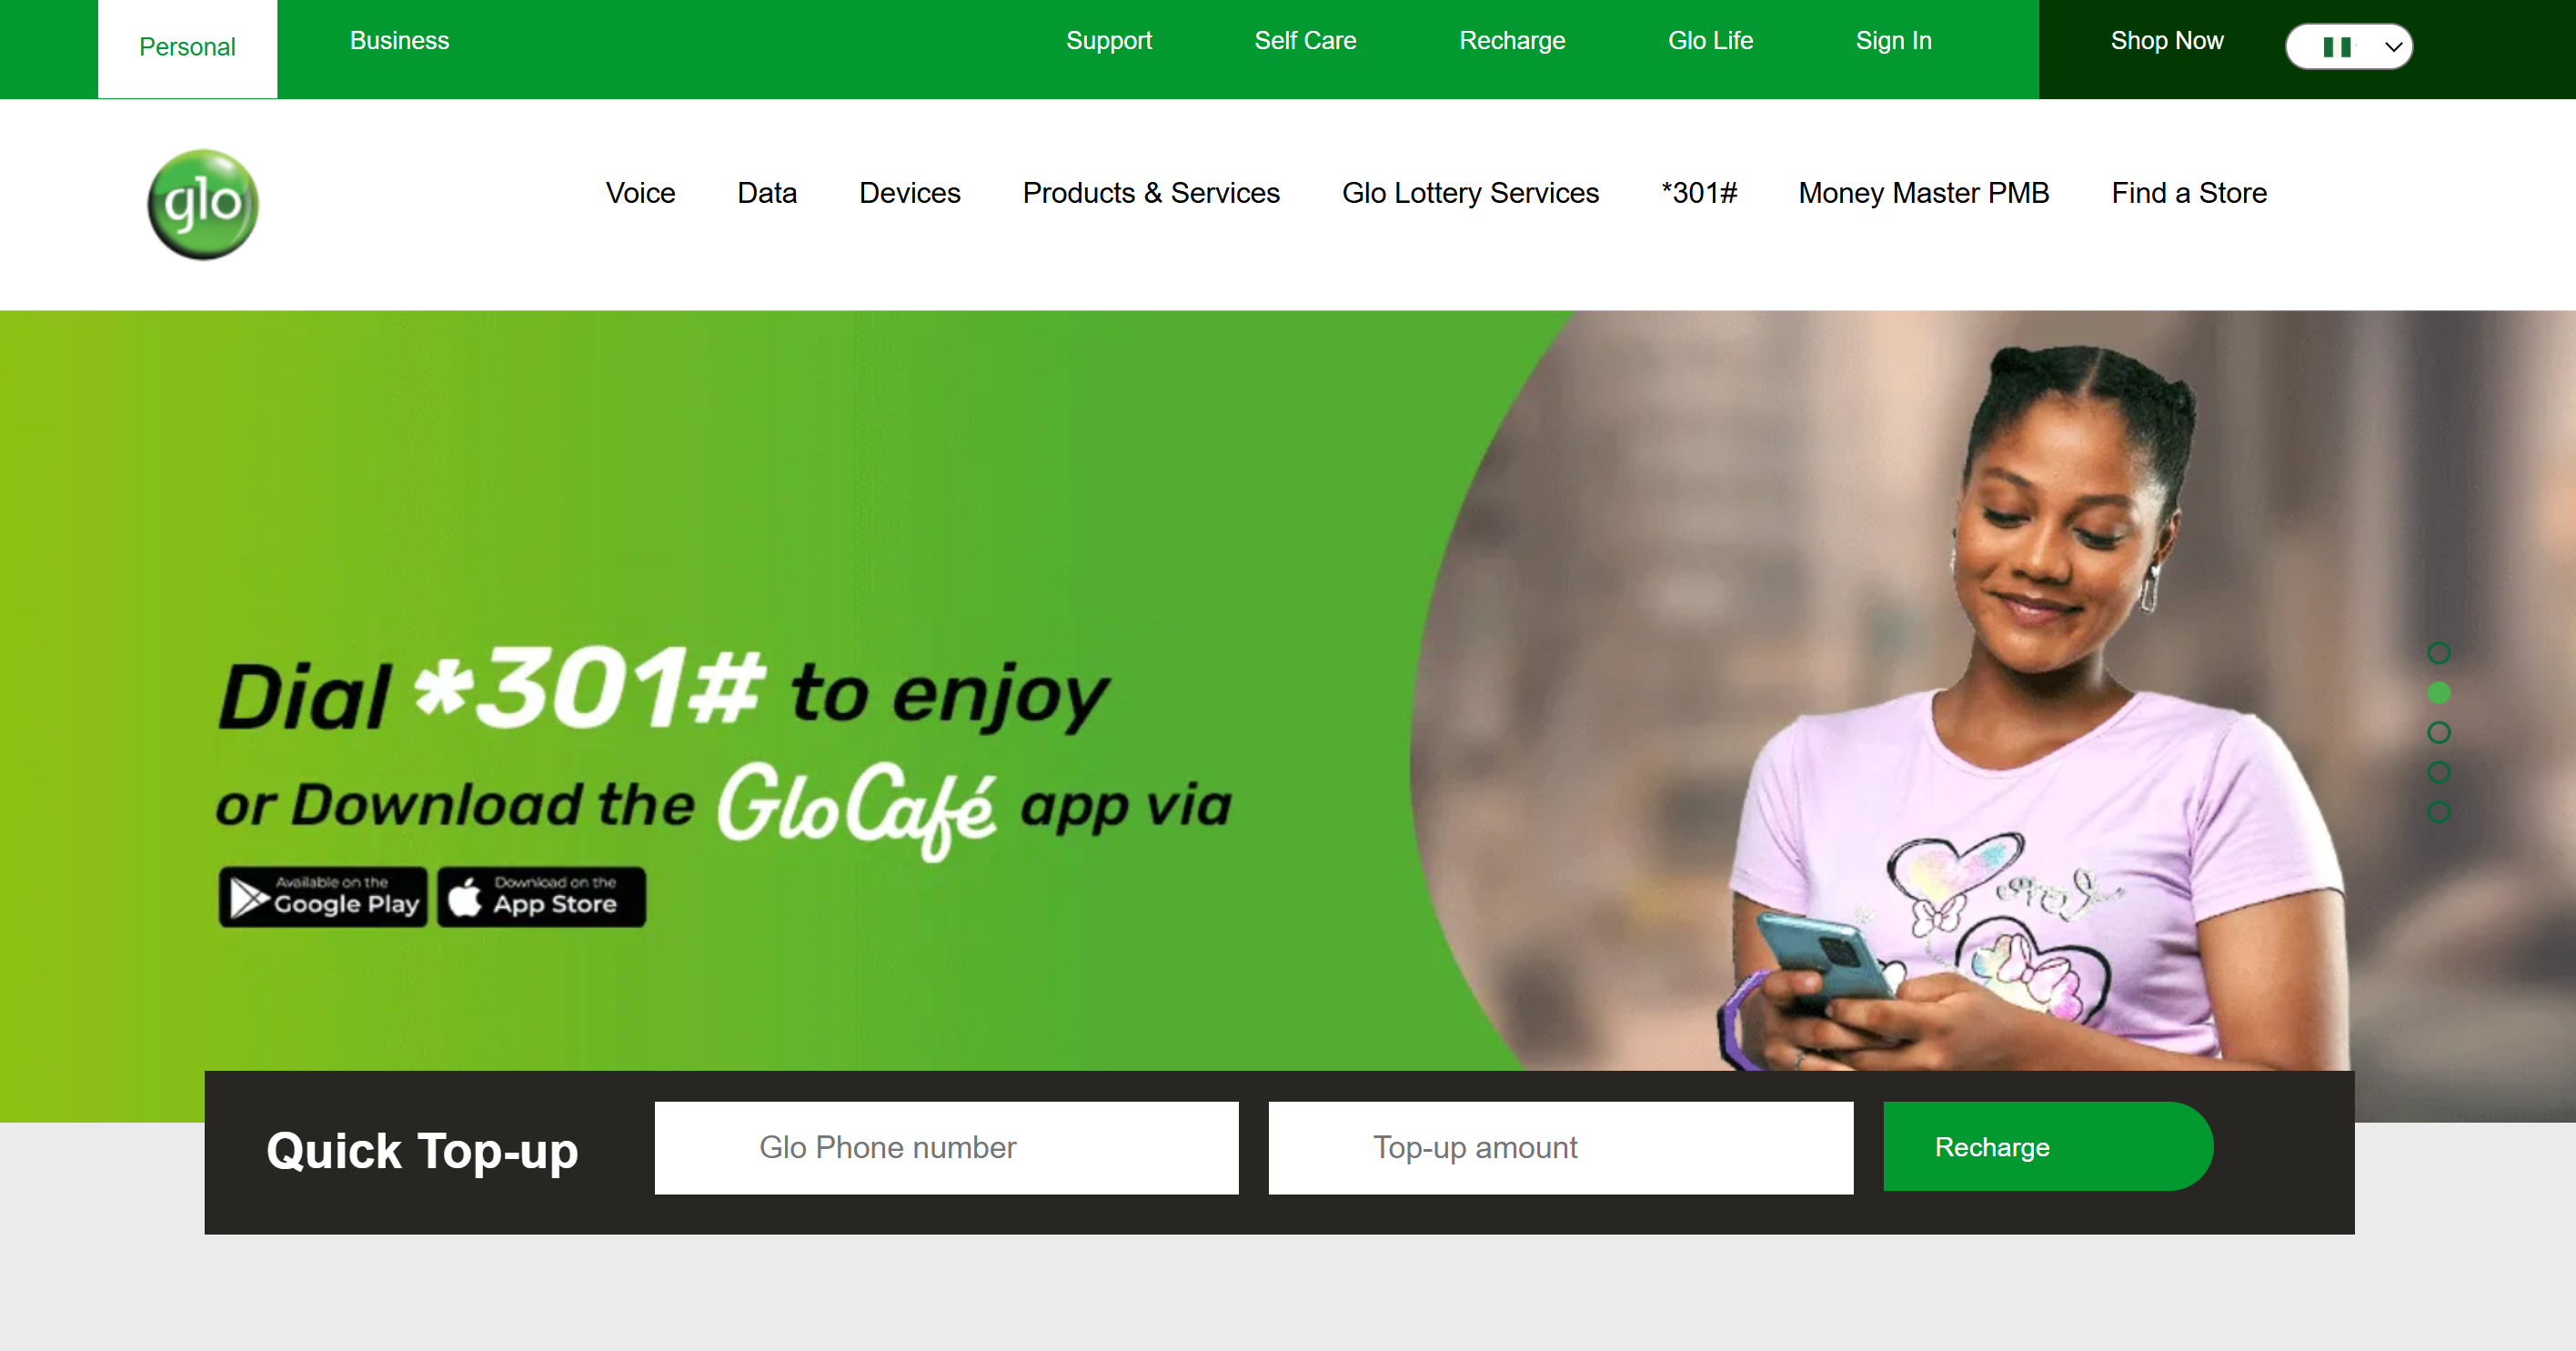 Personal
Business
Support
Self Care
Recharge
Glo Life
Sign In
Shop Now
glo
Voice
Data
Devices
Products & Services
Glo Lottery Services
*301#
Money Master PMB
Find a Store
Dial *301# to enjoy
or Download the Glo Café app via
Available on the
Google Play
Download on the
App Store
Quick Top-up
Glo Phone number
Top-up amount
Recharge